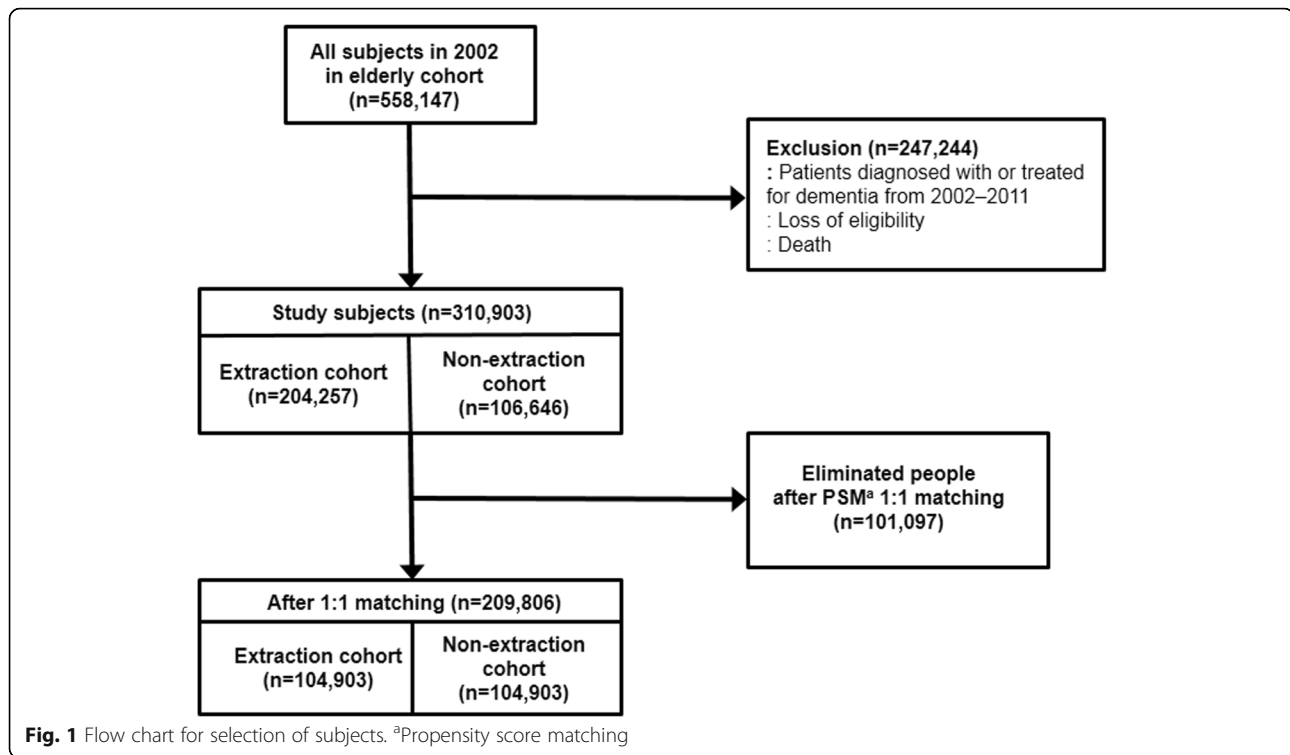 All subjects in 2002
in elderly cohort
(n=558,147)
Exclusion (n=247,244)
: Patients diagnosed with or treated
for dementia from 2002–2011
: Loss of eligibility
: Death
Study subjects (n=310,903)
Extraction cohort
(n=204,257)
Non-extraction
cohort
(n=106,646)
Eliminated people
after PSMᵃ 1:1 matching
(n=101,097)
After 1:1 matching (n=209,806)
Extraction cohort
(n=104,903)
Non-extraction
cohort
(n=104,903)
Fig. 1 Flow chart for selection of subjects. ᵃPropensity score matching